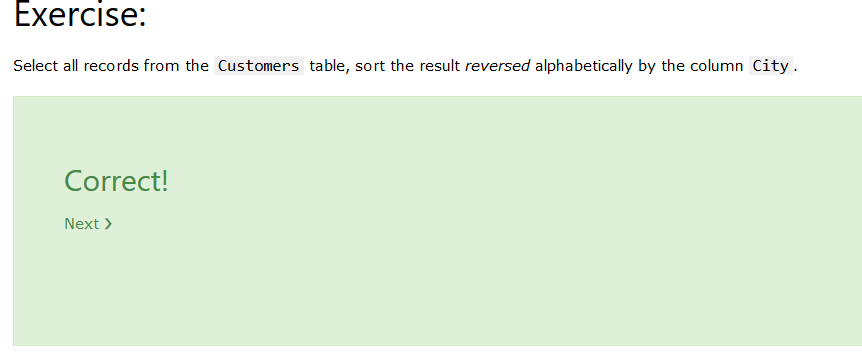 Exercise:
Select all records from the Customers table, sort the result reversed alphabetically by the column City.
Correct!
Next ❯